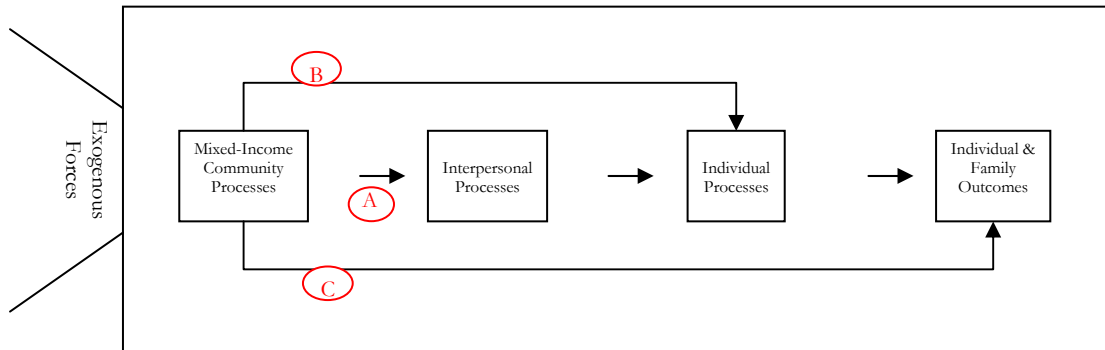 Exogenous
Forces
B
Mixed-Income
Community
Processes
A
Interpersonal
Processes
Individual
Processes
Individual &
Family
Outcomes
C